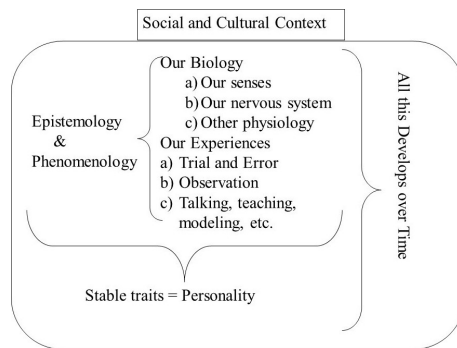 Social and Cultural Context
Our Biology
a) Our senses
b) Our nervous system
c) Other physiology
Epistemology
&
Phenomenology
Our Experiences
a) Trial and Error
b) Observation
c) Talking, teaching,
modeling, etc.
All this Develops over Time
Stable traits = Personality